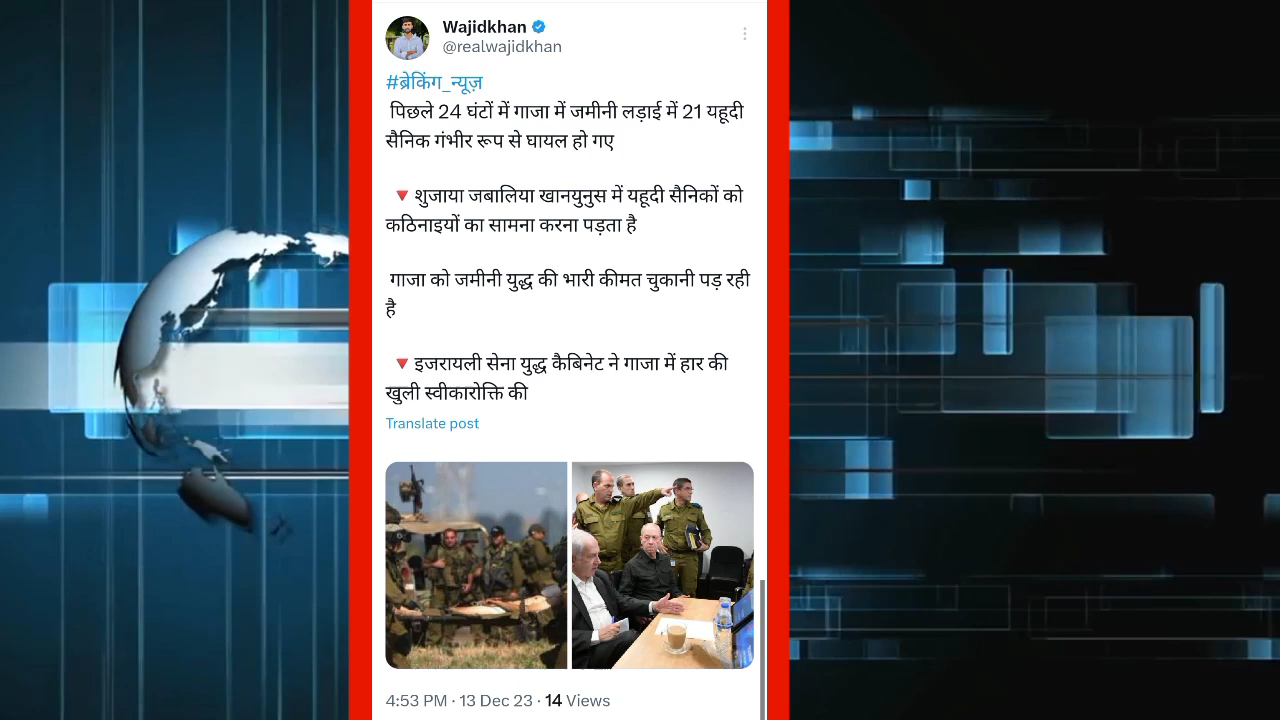 Wajidkhan
@realwajidkhan
#ब्रेकिंग_न्यूज़
पिछले 24 घंटों में गाजा में जमीनी लड़ाई में 21 यहूदी
सैनिक गंभीर रूप से घायल हो गए
🔻शुजाया जबालिया खानयुनुस में यहूदी सैनिकों को
कठिनाइयों का सामना करना पड़ता है
गाजा को जमीनी युद्ध की भारी कीमत चुकानी पड़ रही
है
🔻इजरायली सेना युद्ध कैबिनेट ने गाजा में हार की
खुली स्वीकारोक्ति की
Translate post
4:53 PM · 13 Dec 23 · 14 Views